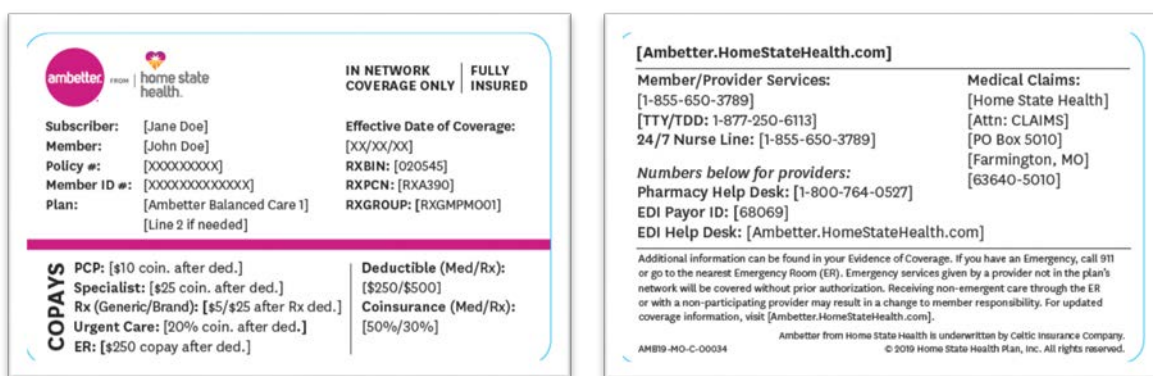 ambetter. FROM home state health.
IN NETWORK COVERAGE ONLY
FULLY INSURED
Subscriber: [Jane Doe]
Member: [John Doe]
Policy #: [XXXXXXXXX]
Member ID #: [XXXXXXXXXXXXX]
Plan: [Ambetter Balanced Care 1]
[Line 2 if needed]
Effective Date of Coverage:
[XX/XX/XX]
RXBIN: [020545]
RXPCN: [RXA390]
RXGROUP: [RXGMPM001]
COPAYS
PCP: [$10 coin. after ded.]
Specialist: [$25 coin. after ded.]
Rx (Generic/Brand): [$5/$25 after Rx ded.]
Urgent Care: [20% coin. after ded.]
ER: [$250 copay after ded.]
Deductible (Med/Rx):
[$250/$500]
Coinsurance (Med/Rx):
[50%/30%]
[Ambetter.HomeStateHealth.com]
Member/Provider Services:
[1-855-650-3789]
[TTY/TDD: 1-877-250-6113]
24/7 Nurse Line: [1-855-650-3789]
Numbers below for providers:
Pharmacy Help Desk: [1-800-764-0527]
EDI Payor ID: [68069]
EDI Help Desk: [Ambetter.HomeStateHealth.com]
Medical Claims:
[Home State Health]
[Attn: CLAIMS]
[PO Box 5010]
[Farmington, MO]
[63640-5010]
Additional information can be found in your Evidence of Coverage. If you have an Emergency, call 911
or go to the nearest Emergency Room (ER). Emergency services given by a provider not in the plan's
network will be covered without prior authorization. Receiving non-emergent care through the ER
or with a non-participating provider may result in a change to member responsibility. For updated
coverage information, visit [Ambetter.HomeStateHealth.com].
Ambetter from Home State Health is underwritten by Celtic Insurance Company.
AMB19-MO-C-00034
© 2019 Home State Health Plan, Inc. All rights reserved.